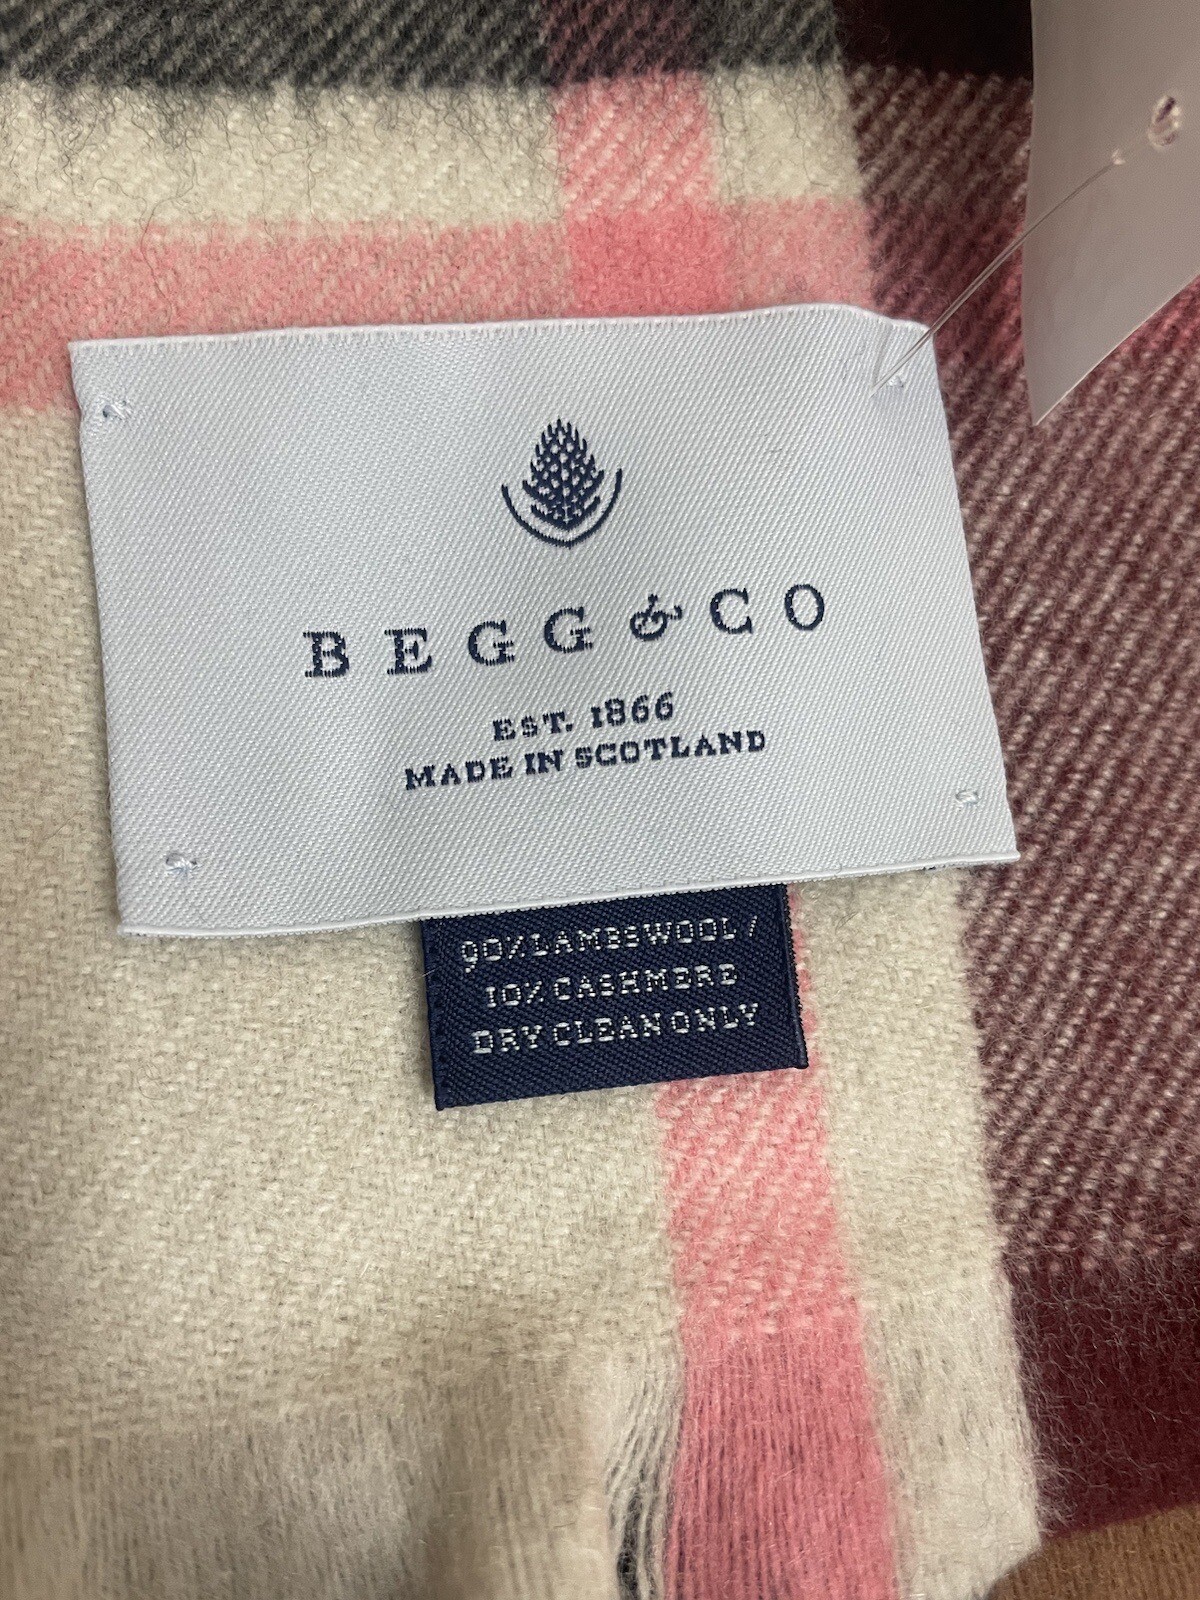 BEGG & CO
EST. 1866
MADE IN SCOTLAND
90% LAMBSWOOL /
10% CASHMERE
DRY CLEAN ONLY